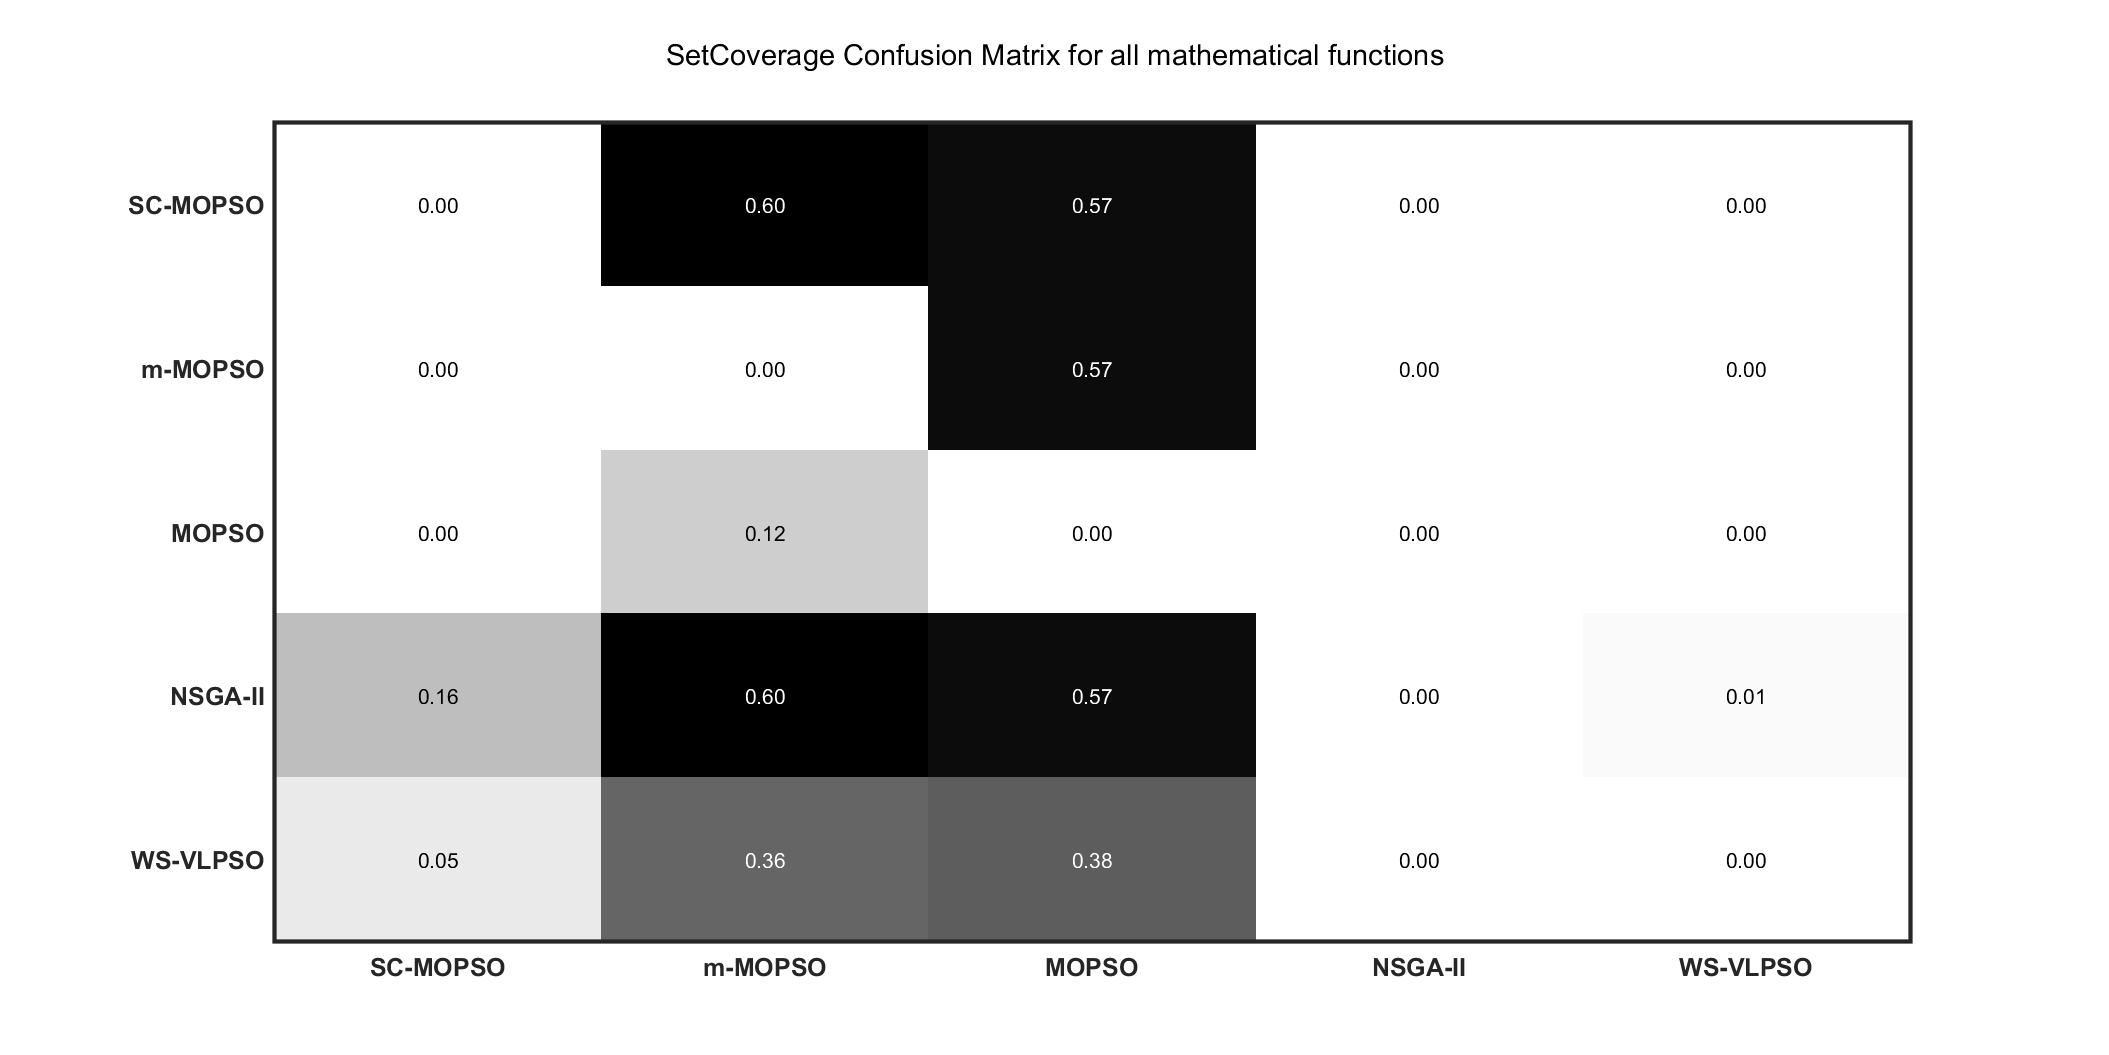 SetCoverage Confusion Matrix for all mathematical functions
SC-MOPSO 0.00 0.60 0.57 0.00 0.00
m-MOPSO 0.00 0.00 0.57 0.00 0.00
MOPSO 0.00 0.12 0.00 0.00 0.00
NSGA-II 0.16 0.60 0.57 0.00 0.01
WS-VLPSO 0.05 0.36 0.38 0.00 0.00
SC-MOPSO m-MOPSO MOPSO NSGA-II WS-VLPSO